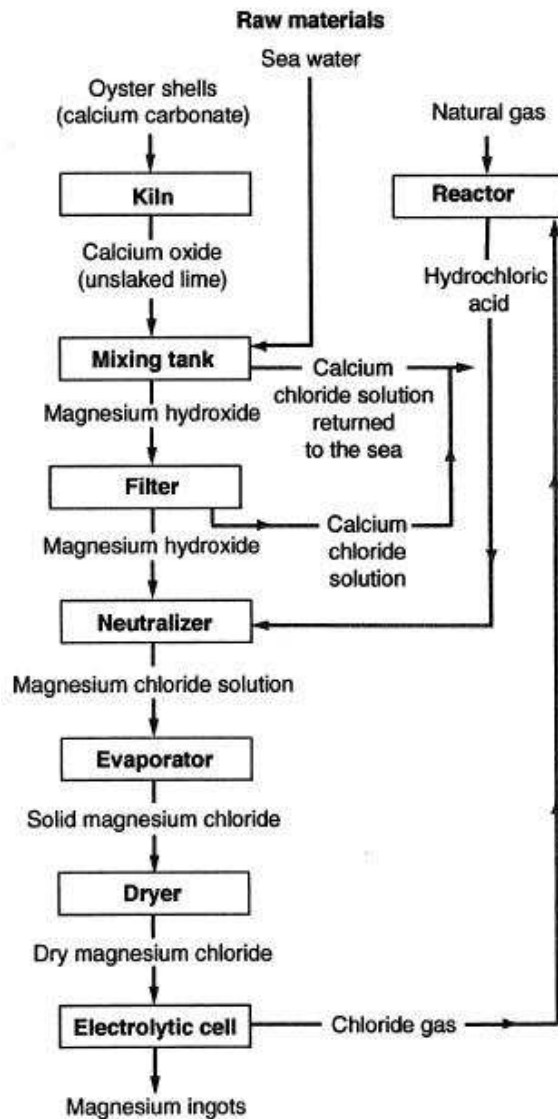 Raw materials
Sea water
Oyster shells
(calcium carbonate)
Natural gas
Kiln
Reactor
Calcium oxide
(unslaked lime)
Hydrochloric
acid
Mixing tank
Calcium
chloride solution
returned
to the sea
Magnesium hydroxide
Filter
Calcium
chloride
solution
Magnesium hydroxide
Neutralizer
Magnesium chloride solution
Evaporator
Solid magnesium chloride
Dryer
Dry magnesium chloride
Electrolytic cell
Chloride gas
Magnesium ingots